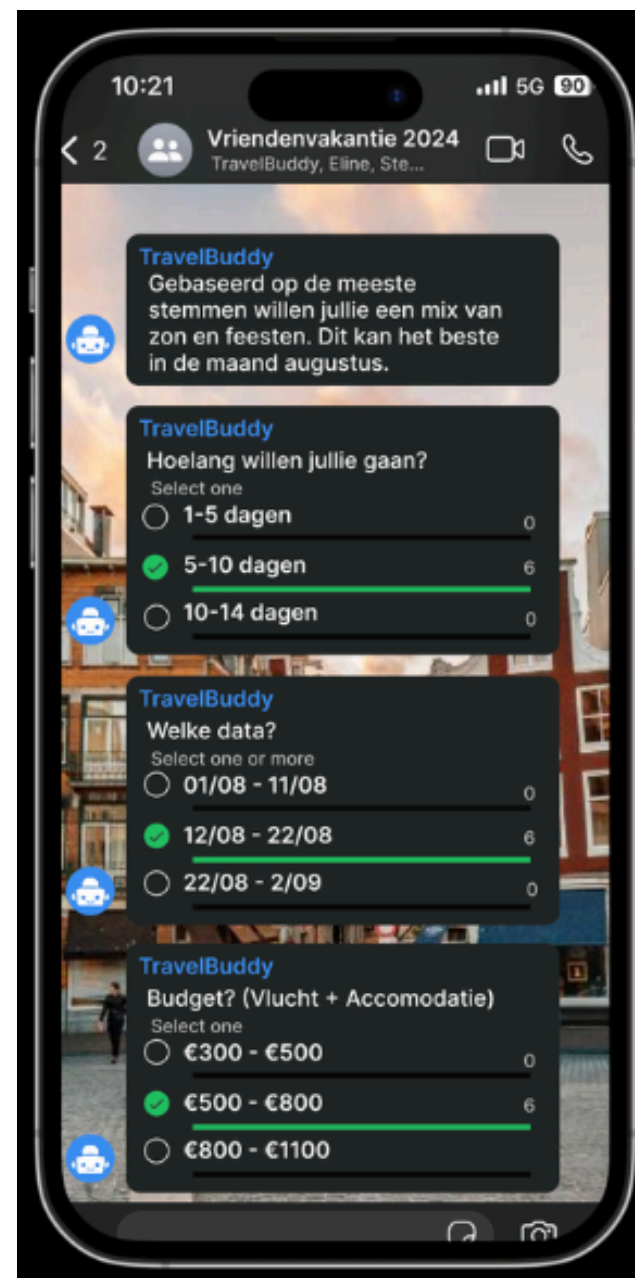 10:21
5G 90
2
Vriendenvakantie 2024
TravelBuddy, Eline, Ste...
TravelBuddy
Gebaseerd op de meeste
stemmen willen jullie een mix van
zon en feesten. Dit kan het beste
in de maand augustus.
TravelBuddy
Hoelang willen jullie gaan?
Select one
1-5 dagen 0
5-10 dagen 6
10-14 dagen 0
TravelBuddy
Welke data?
Select one or more
01/08 - 11/08 0
12/08 - 22/08 6
22/08 - 2/09 0
TravelBuddy
Budget? (Vlucht + Accomodatie)
Select one
€300 - €500 0
€500 - €800 6
€800 - €1100